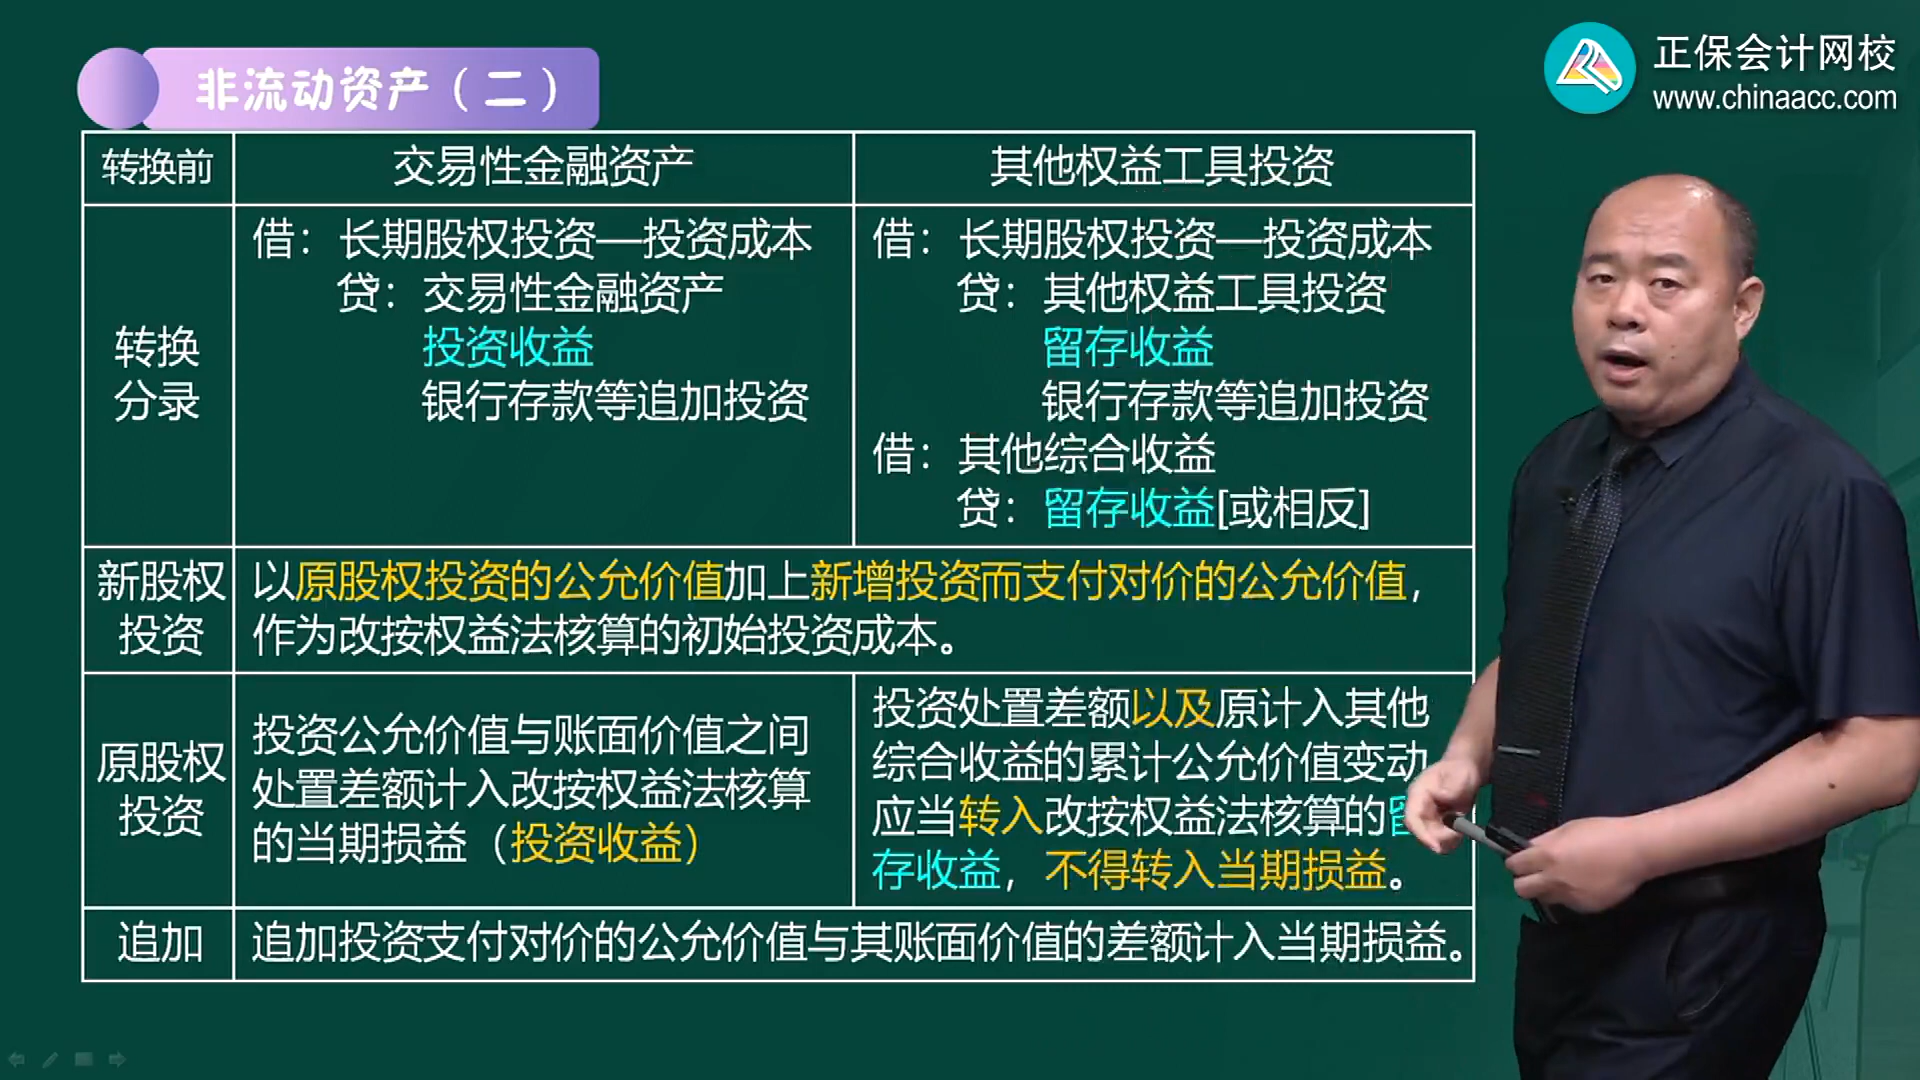 非流动资产（二）
正保会计网校
www.chinaacc.com
转换前
交易性金融资产
其他权益工具投资
转换
分录
借：长期股权投资—投资成本
贷：交易性金融资产
投资收益
银行存款等追加投资
借：长期股权投资—投资成本
贷：其他权益工具投资
留存收益
银行存款等追加投资
借：其他综合收益
贷：留存收益[或相反]
新股权
投资
以原股权投资的公允价值加上新增投资而支付对价的公允价值，
作为改按权益法核算的初始投资成本。
原股权
投资
投资公允价值与账面价值之间
处置差额计入改按权益法核算
的当期损益（投资收益）
投资处置差额以及原计入其他
综合收益的累计公允价值变动
应当转入改按权益法核算的留
存收益，不得转入当期损益。
追加
追加投资支付对价的公允价值与其账面价值的差额计入当期损益。